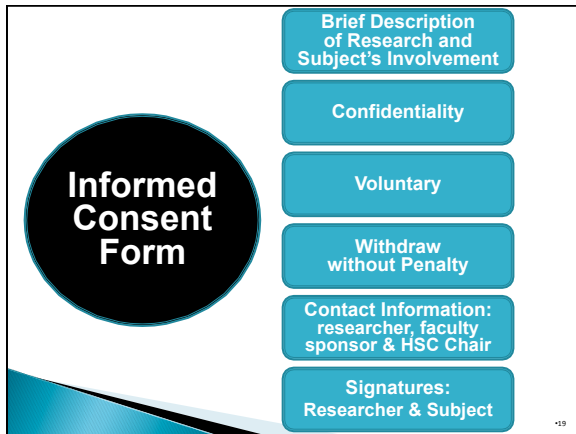 Informed
Consent
Form
Brief Description
of Research and
Subject's Involvement
Confidentiality
Voluntary
Withdraw
without Penalty
Contact Information:
researcher, faculty
sponsor & HSC Chair
Signatures:
Researcher & Subject
•19